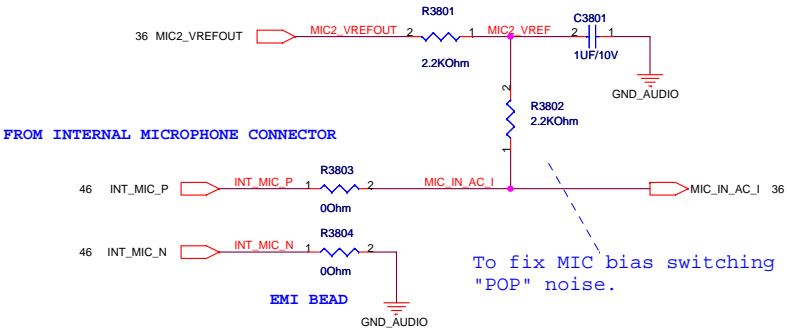 R3801
C3801
36 MIC2_VREFOUT
MIC2_VREFOUT
2
1
MIC2_VREF
2
1
2.2KOhm
1UF/10V
GND_AUDIO
2
R3802
2.2KOhm
1
FROM INTERNAL MICROPHONE CONNECTOR
R3803
46 INT_MIC_P
INT_MIC_P
1
2
MIC_IN_AC_I
MIC_IN_AC_I 36
0Ohm
R3804
46 INT_MIC_N
INT_MIC_N
1
2
0Ohm
To fix MIC bias switching
"POP" noise.
EMI BEAD
GND_AUDIO